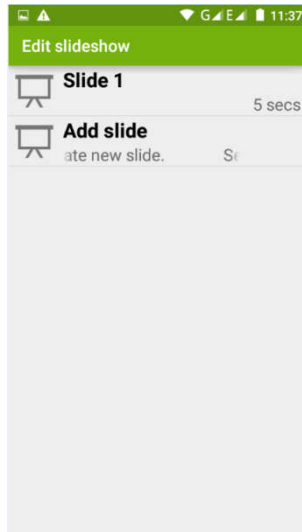 G E 11:37
Edit slideshow
Slide 1
5 secs
Add slide
ate new slide.